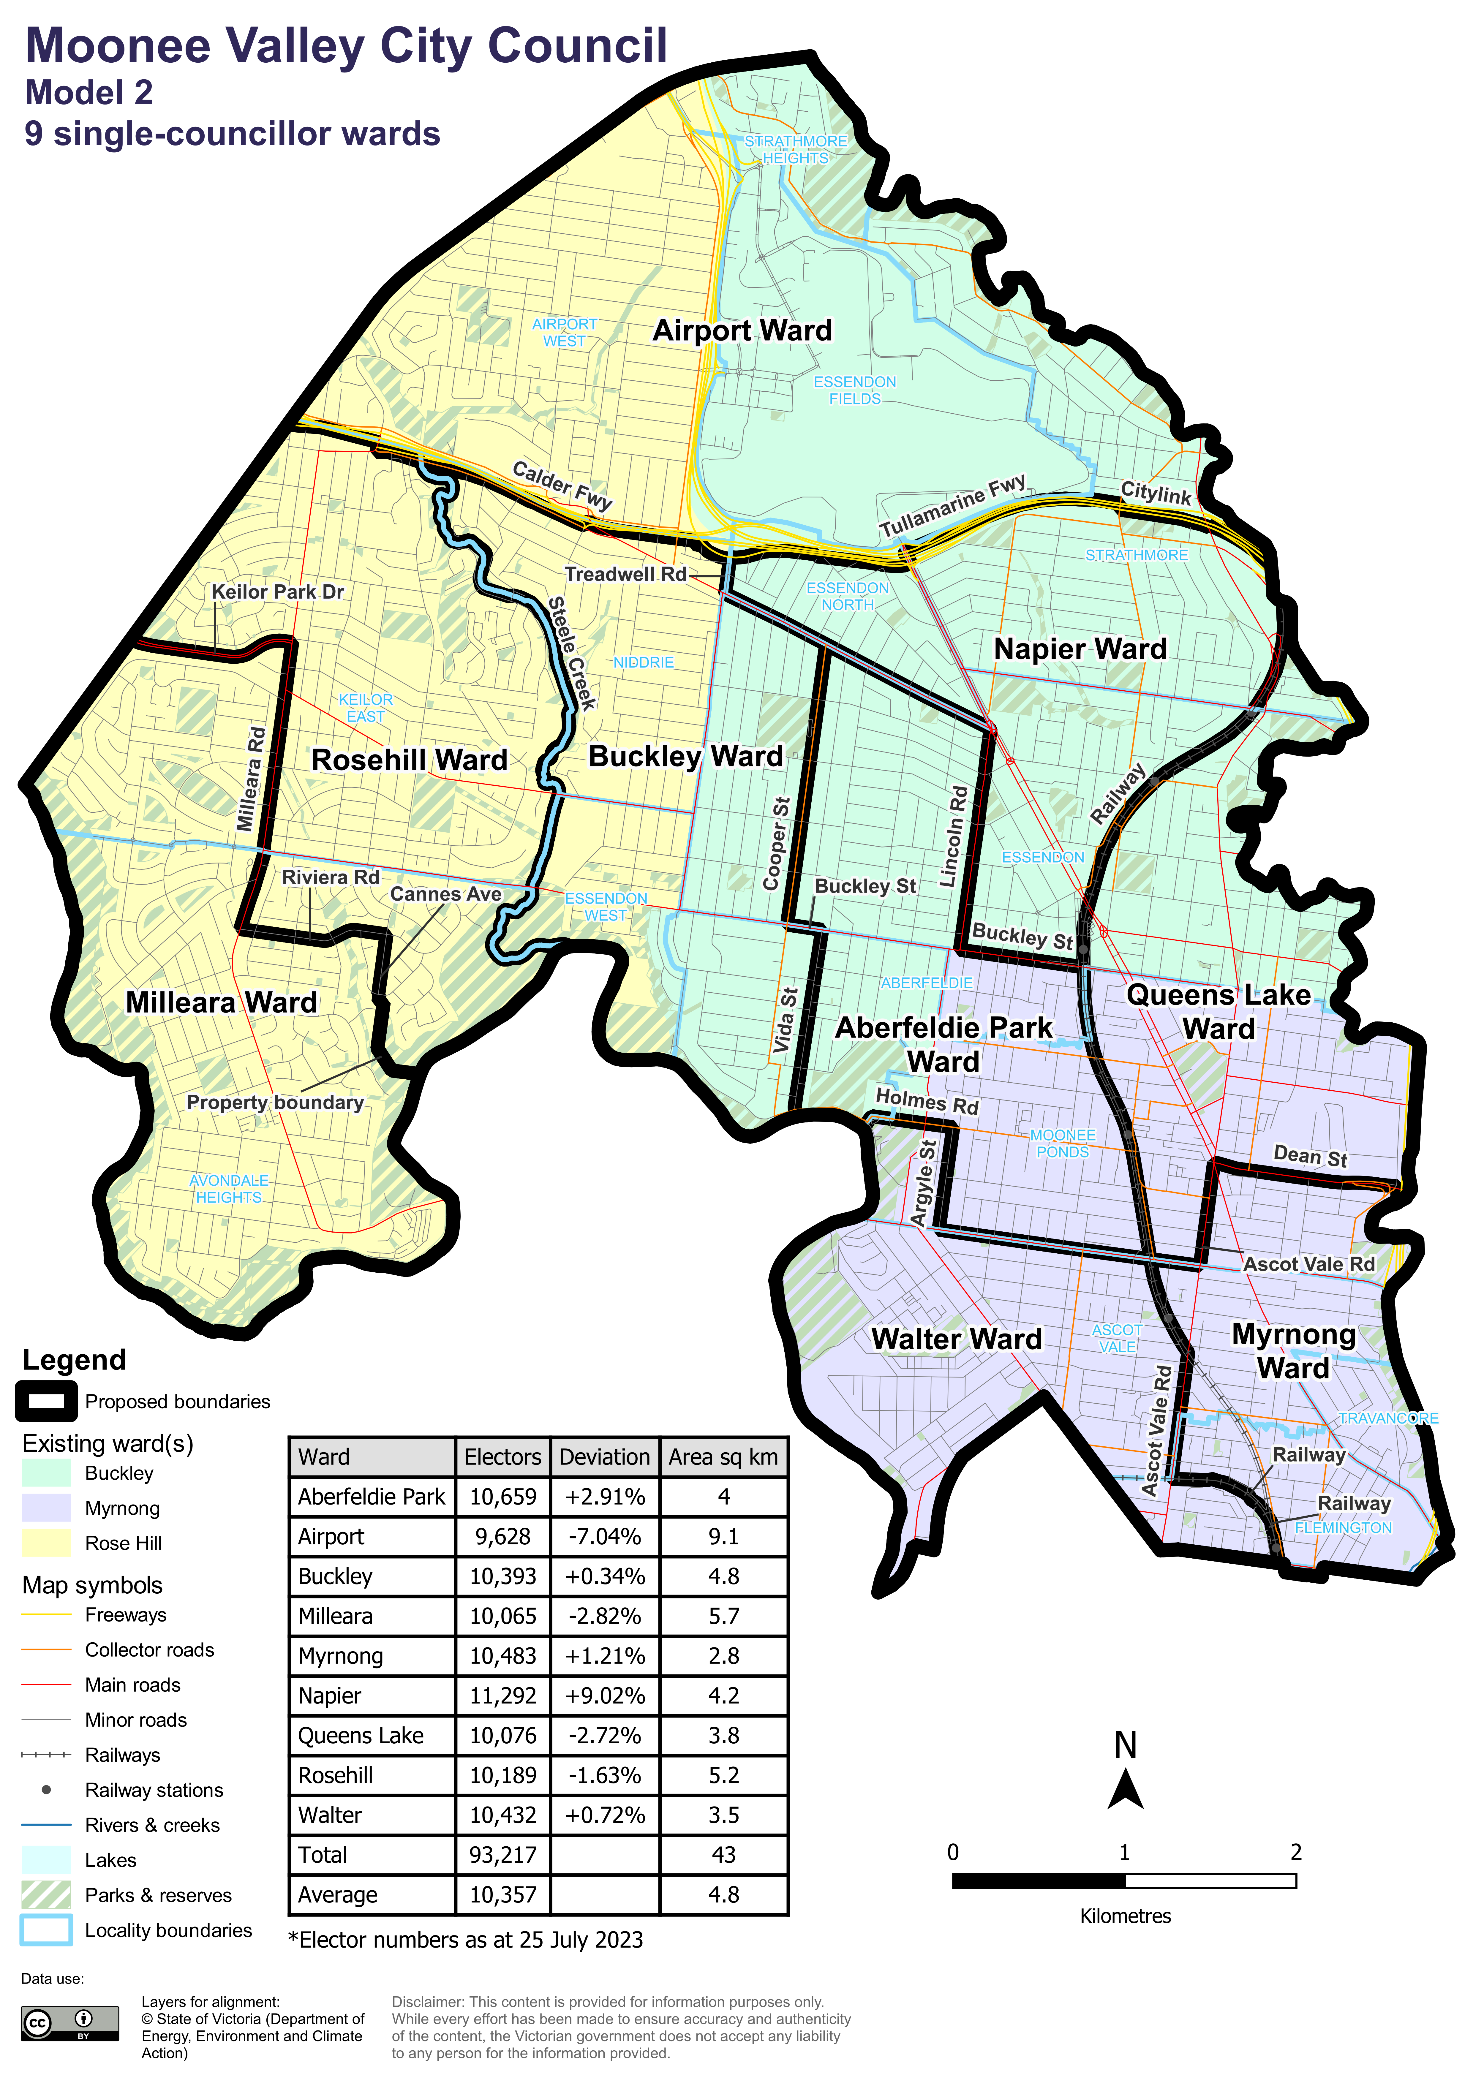 Moonee Valley City Council
Model 2
9 single-councillor wards
STRATHMORE
HEIGHTS
AIRPORT
WEST
Airport Ward
ESSENDON
FIELDS
Calder Fwy
Tullamarine Fwy
Citylink
STRATHMORE
Treadwell Rd
ESSENDON
NORTH
Keilor Park Dr
Steele Creek
NIDDRIE
Napier Ward
KEILOR
EAST
Milleara Rd
Rosehill Ward
Buckley Ward
Cooper St
Lincoln Rd
Railway
ESSENDON
Riviera Rd
Cannes Ave
ESSENDON
WEST
Buckley St
Buckley St
Milleara Ward
Vida St
ABERFELDIE
Aberfeldie Park
Ward
Queens Lake
Ward
Property boundary
Holmes Rd
MOONEE
PONDS
Argyle St
Dean St
AVONDALE
HEIGHTS
Ascot Vale Rd
Walter Ward
ASCOT
VALE
Myrnong
Ward
Ascot Vale Rd
TRAVANCORE
Railway
Railway
FLEMINGTON
Legend
Proposed boundaries
Existing ward(s)
Buckley
Myrnong
Rose Hill
Map symbols
Freeways
Collector roads
Main roads
Minor roads
Railways
Railway stations
Rivers & creeks
Lakes
Parks & reserves
Locality boundaries
Ward Electors Deviation Area sq km
Aberfeldie Park 10,659 +2.91% 4
Airport 9,628 -7.04% 9.1
Buckley 10,393 +0.34% 4.8
Milleara 10,065 -2.82% 5.7
Myrnong 10,483 +1.21% 2.8
Napier 11,292 +9.02% 4.2
Queens Lake 10,076 -2.72% 3.8
Rosehill 10,189 -1.63% 5.2
Walter 10,432 +0.72% 3.5
Total 93,217 43
Average 10,357 4.8
*Elector numbers as at 25 July 2023
N
0 1 2
Kilometres
Data use:
cc BY
Layers for alignment:
© State of Victoria (Department of
Energy, Environment and Climate
Action)
Disclaimer: This content is provided for information purposes only.
While every effort has been made to ensure accuracy and authenticity
of the content, the Victorian government does not accept any liability
to any person for the information provided.